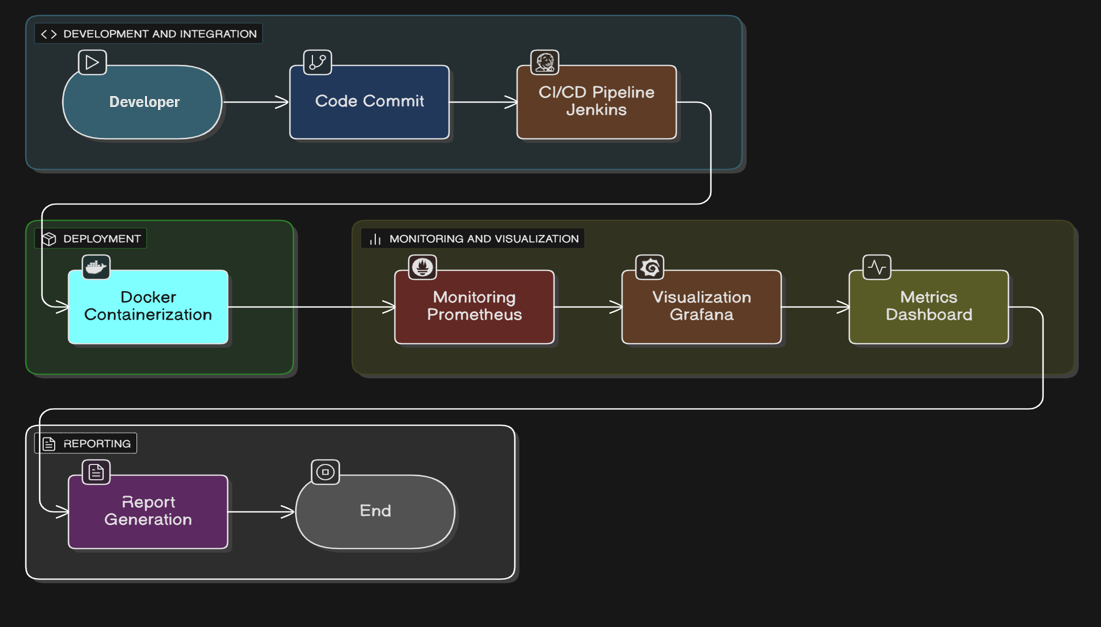 DEVELOPMENT AND INTEGRATION
Developer
Code Commit
CI/CD Pipeline
Jenkins
DEPLOYMENT
Docker
Containerization
MONITORING AND VISUALIZATION
Monitoring
Prometheus
Visualization
Grafana
Metrics
Dashboard
REPORTING
Report
Generation
End